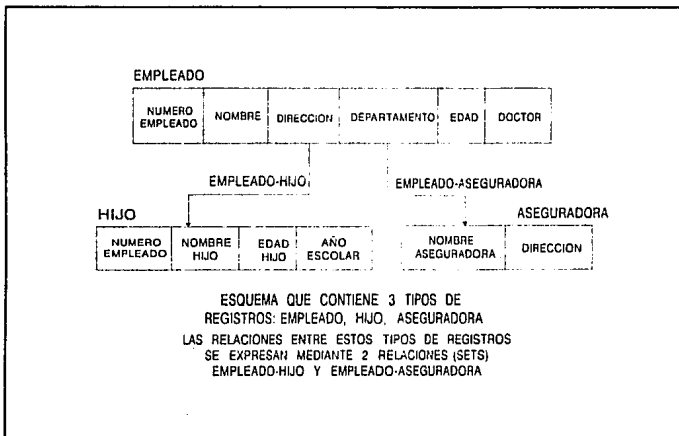 EMPLEADO
NUMERO EMPLEADO
NOMBRE
DIRECCION
DEPARTAMENTO
EDAD
DOCTOR
EMPLEADO-HIJO
EMPLEADO-ASEGURADORA
HIJO
NUMERO EMPLEADO
NOMBRE HIJO
EDAD HIJO
AÑO ESCOLAR
ASEGURADORA
NOMBRE ASEGURADORA
DIRECCION
ESQUEMA QUE CONTIENE 3 TIPOS DE
REGISTROS: EMPLEADO, HIJO, ASEGURADORA
LAS RELACIONES ENTRE ESTOS TIPOS DE REGISTROS
SE EXPRESAN MEDIANTE 2 RELACIONES (SETS)
EMPLEADO-HIJO Y EMPLEADO-ASEGURADORA